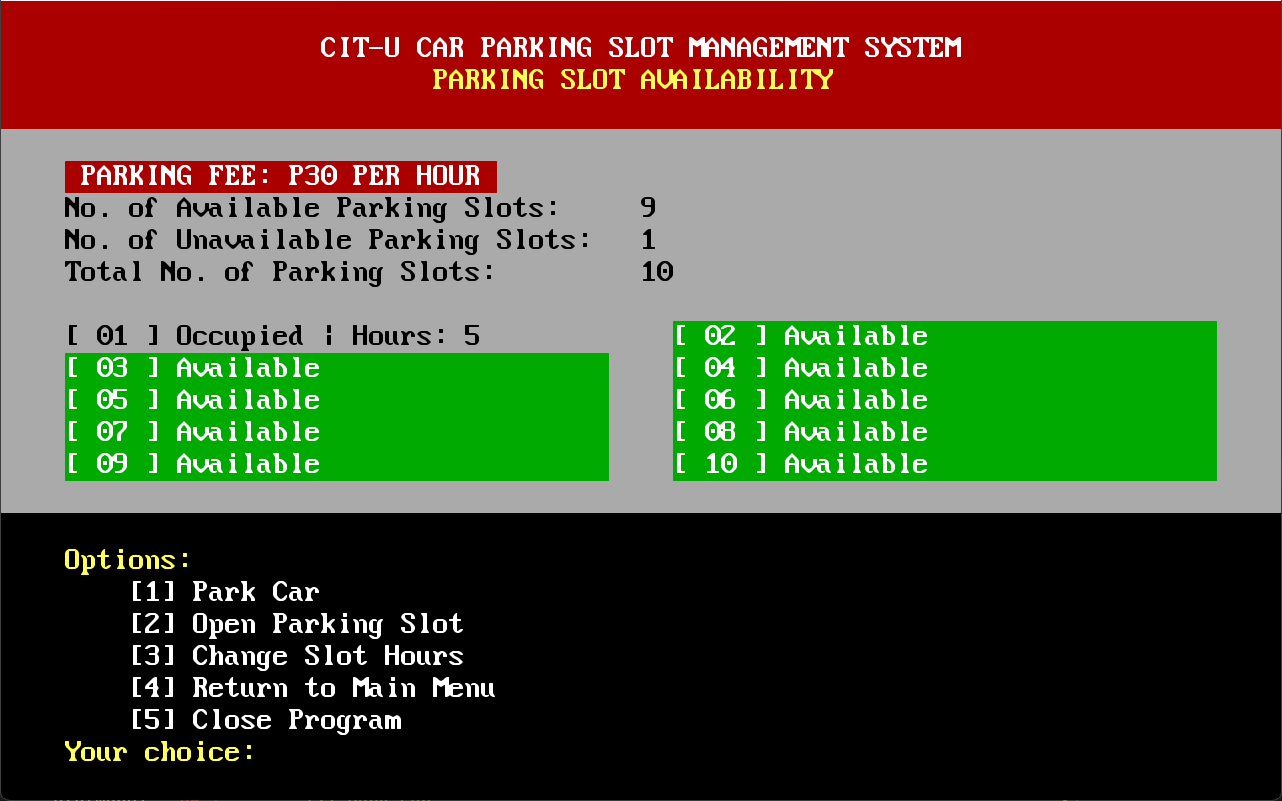 CIT-U CAR PARKING SLOT MANAGEMENT SYSTEM
PARKING SLOT AVAILABILITY
PARKING FEE: P30 PER HOUR
No. of Available Parking Slots: 9
No. of Unavailable Parking Slots: 1
Total No. of Parking Slots: 10
[ 01 ] Occupied | Hours: 5 [ 02 ] Available
[ 03 ] Available [ 04 ] Available
[ 05 ] Available [ 06 ] Available
[ 07 ] Available [ 08 ] Available
[ 09 ] Available [ 10 ] Available
Options:
[1] Park Car
[2] Open Parking Slot
[3] Change Slot Hours
[4] Return to Main Menu
[5] Close Program
Your choice: